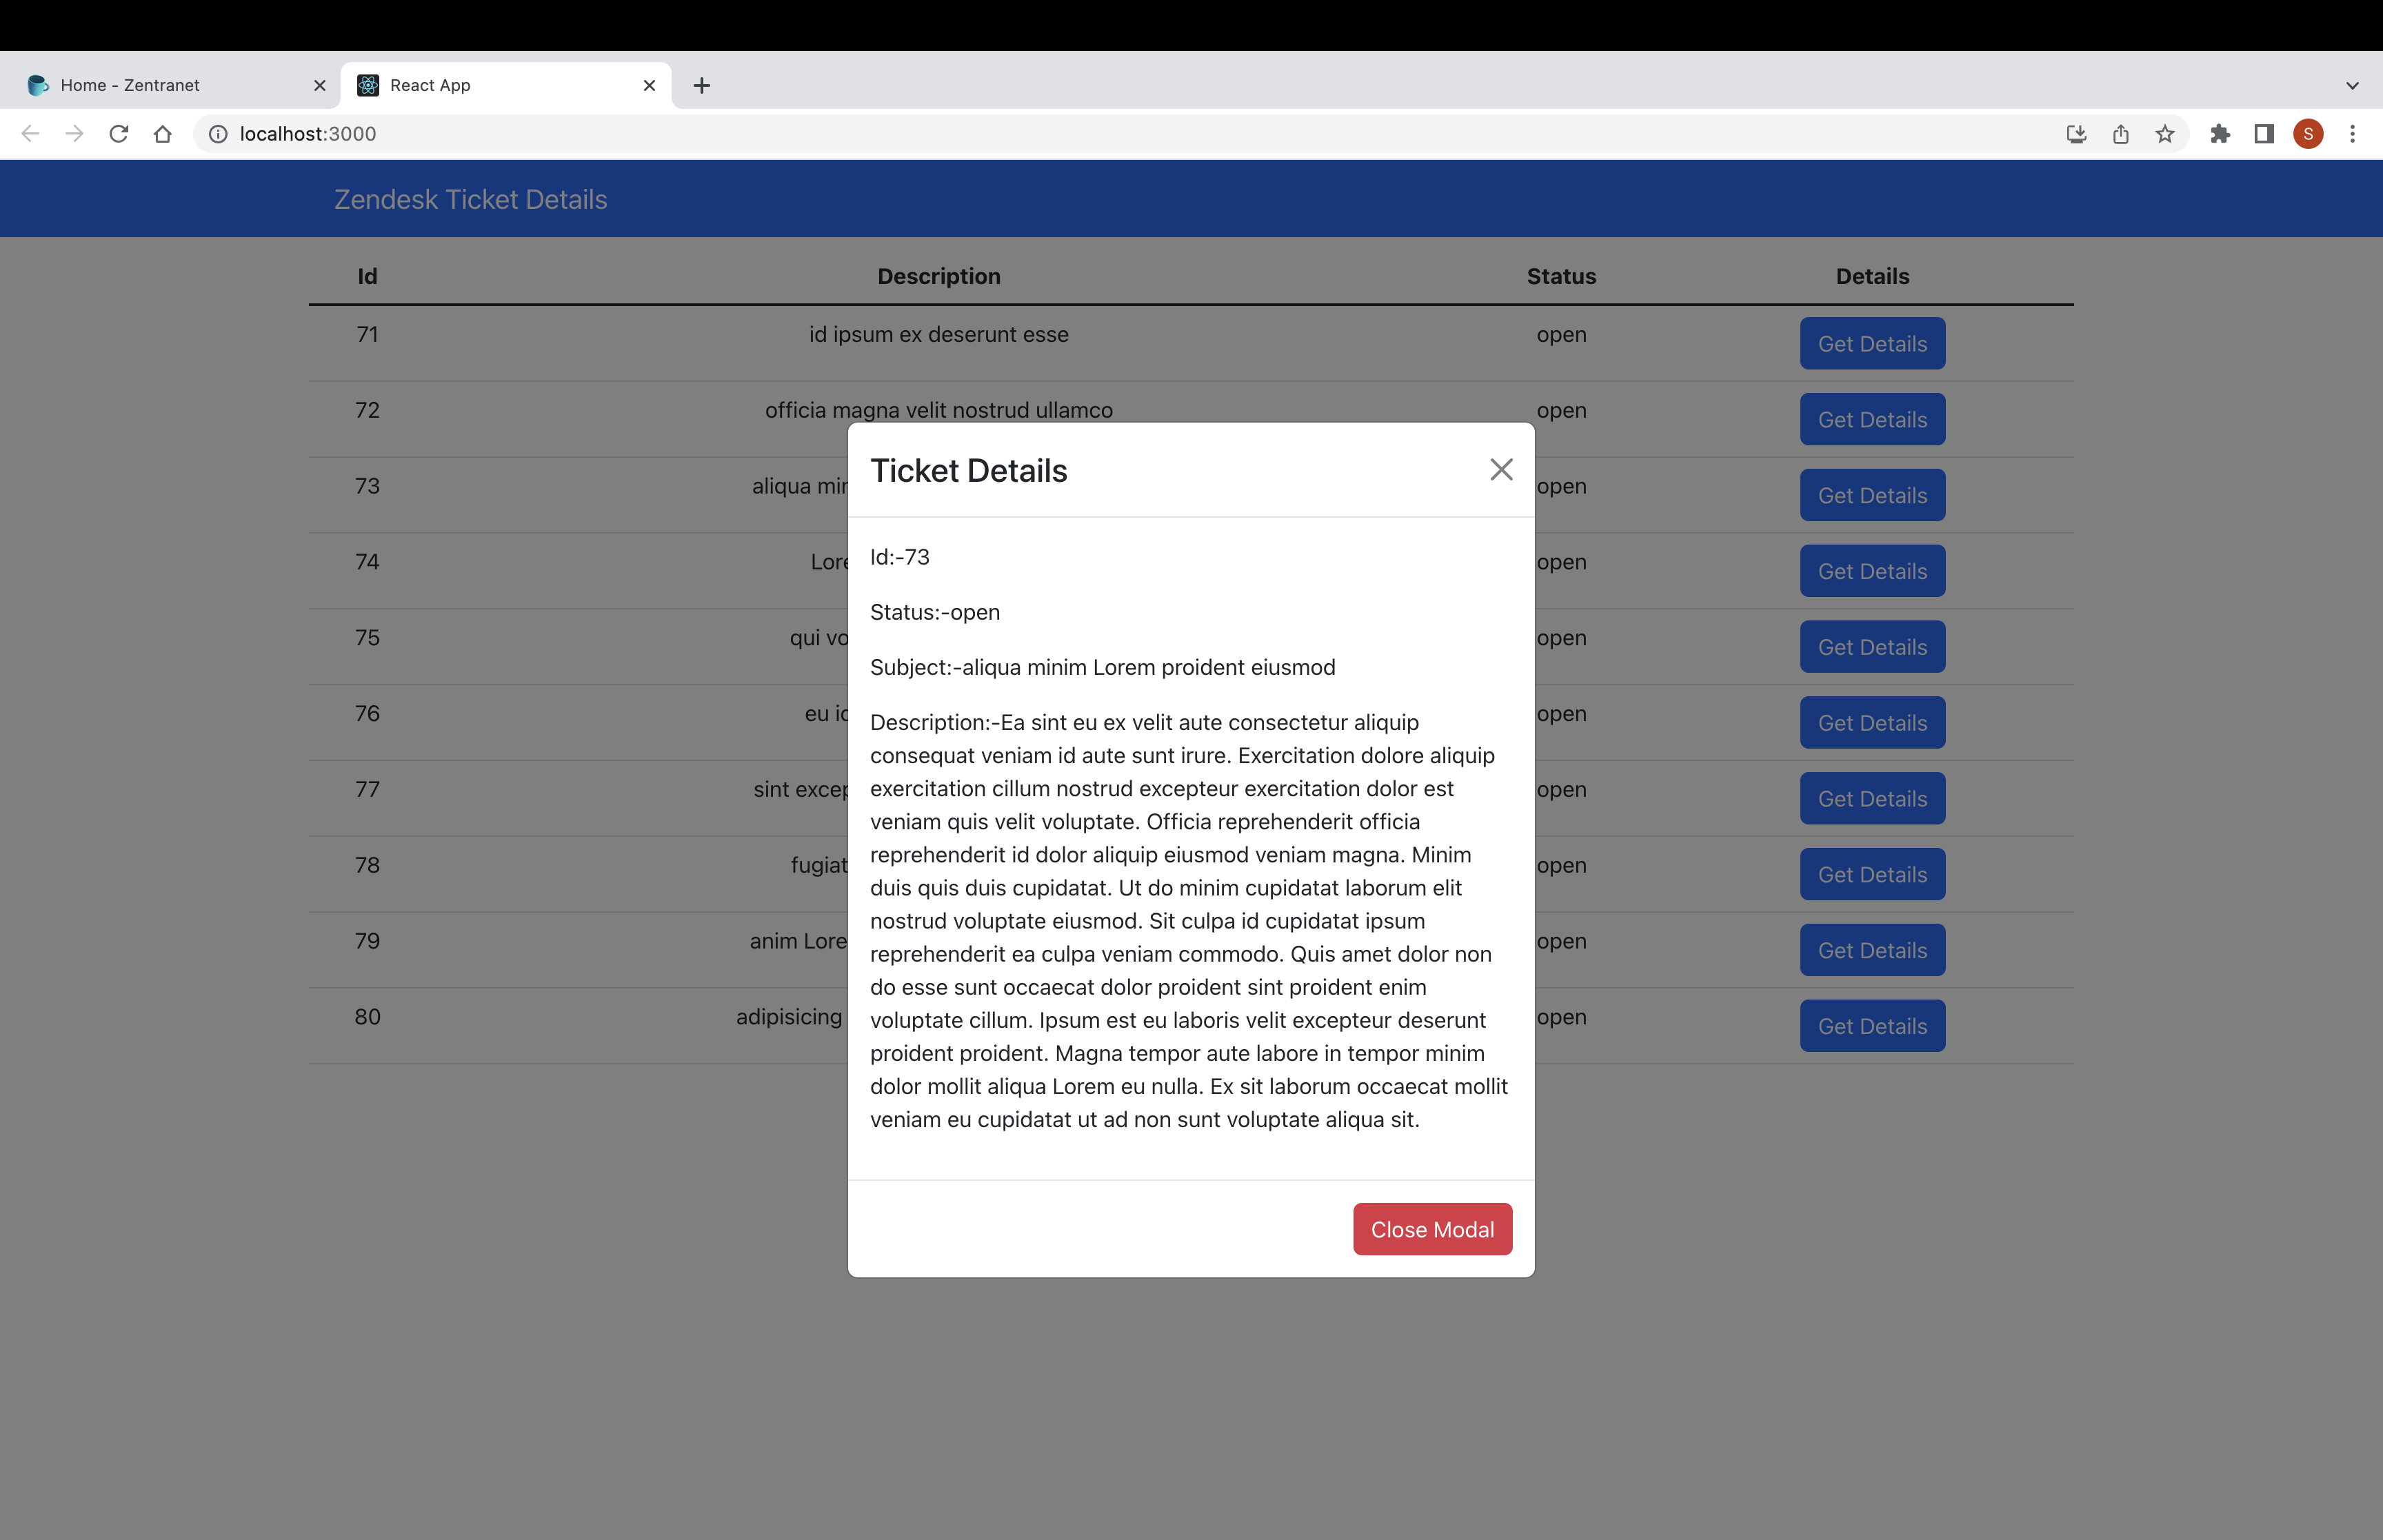 Home - Zentranet
React App
localhost:3000
S
Zendesk Ticket Details
Id Description Status Details
71 id ipsum ex deserunt esse open Get Details
72 officia magna velit nostrud ullamco open Get Details
73 aliqua open Get Details
74 open Get Details
75 qui open Get Details
76 eu open Get Details
77 sint open Get Details
78 fugiat open Get Details
79 anim open Get Details
80 adipisicing open Get Details
Ticket Details
Id:-73
Status:-open
Subject:-aliqua minim Lorem proident eiusmod
Description:-Ea sint eu ex velit aute consectetur aliquip
consequat veniam id aute sunt irure. Exercitation dolore aliquip
exercitation cillum nostrud excepteur exercitation dolor est
veniam quis velit voluptate. Officia reprehenderit officia
reprehenderit id dolor aliquip eiusmod veniam magna. Minim
duis quis duis cupidatat. Ut do minim cupidatat laborum elit
nostrud voluptate eiusmod. Sit culpa id cupidatat ipsum
reprehenderit ea culpa veniam commodo. Quis amet dolor non
do esse sunt occaecat dolor proident sint proident enim
voluptate cillum. Ipsum est eu laboris velit excepteur deserunt
proident proident. Magna tempor aute labore in tempor minim
dolor mollit aliqua Lorem eu nulla. Ex sit laborum occaecat mollit
veniam eu cupidatat ut ad non sunt voluptate aliqua sit.
Close Modal